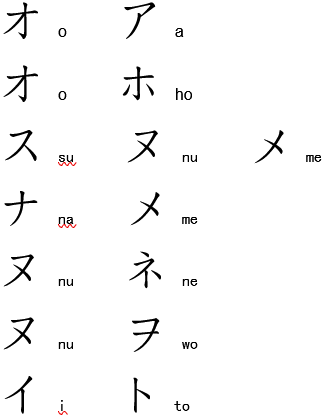 オ o ア a
オ o ホ ho
ス su ヌ nu メ me
ナ na メ me
ヌ nu ネ ne
ヌ nu ヲ wo
イ i ト to